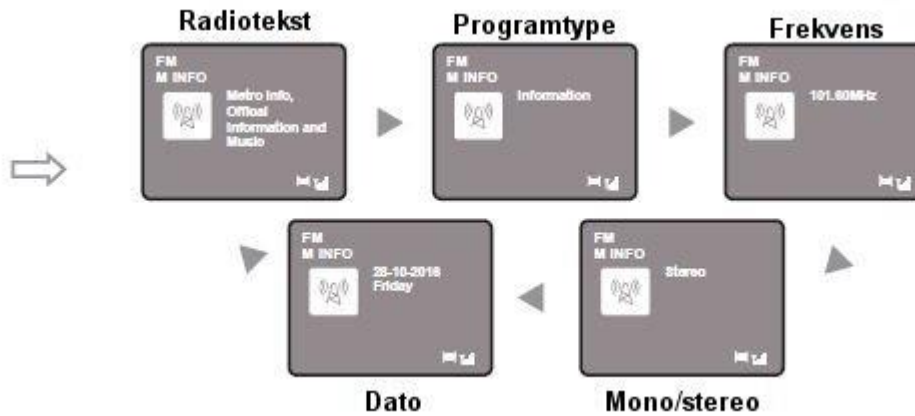 Radiotekst
FM
M INFO
Metro Info,
Offical
Information and
Music
Programtype
FM
M INFO
Information
Frekvens
FM
M INFO
101.60MHz
Mono/stereo
FM
M INFO
Stereo
Dato
FM
M INFO
28-10-2016
Friday